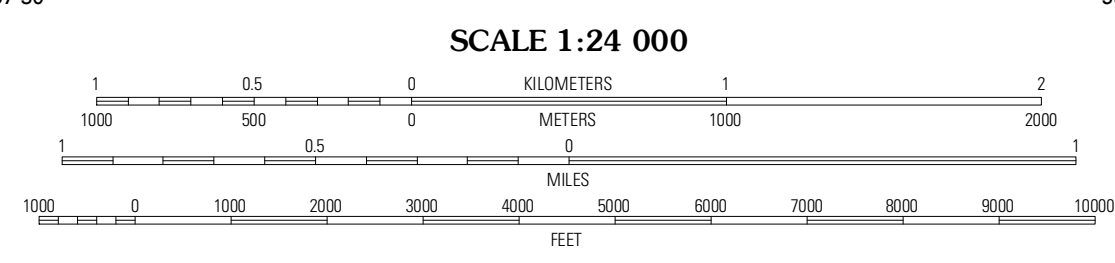 SCALE 1:24 000
1 0.5 0 KILOMETERS 1 2
1000 500 0 METERS 1000 2000
1 0.5 0 1
MILES
1000 0 1000 2000 3000 4000 5000 6000 7000 8000 9000 10000
FEET